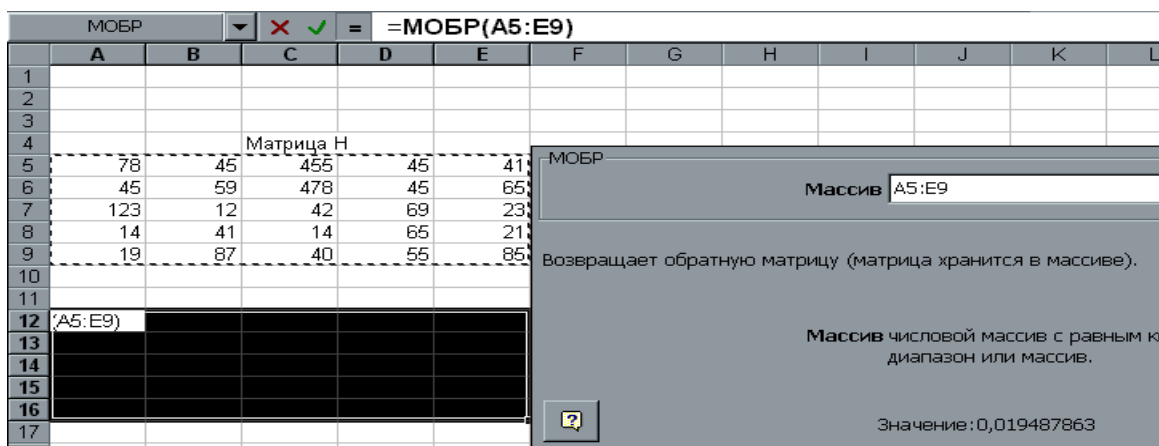 МОБР = =МОБР(A5:E9)
A B C D E F G H I J K L
1
2
3
4 Матрица Н
5 78 45 455 45 41
6 45 59 478 45 65
7 123 12 42 69 23
8 14 41 14 65 21
9 19 87 40 55 85
10
11
12 (A5:E9)
13
14
15
16
17
МОБР
Массив A5:E9
Возвращает обратную матрицу (матрица хранится в массиве).
Массив числовой массив с равным
диапазон или массив.
Значение:0,019487863